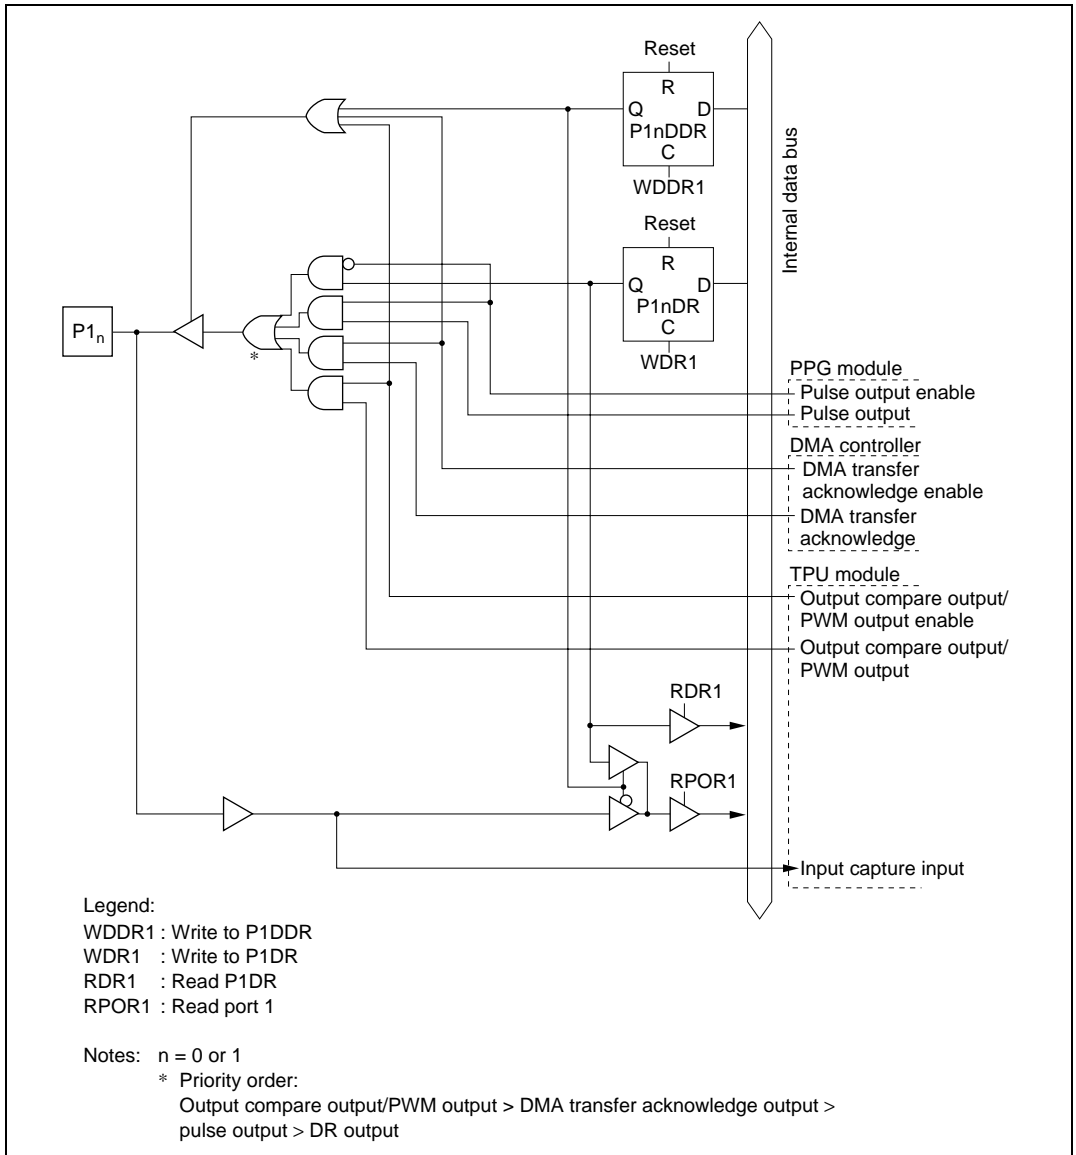 Reset
R
Q D
P1nDDR
C
WDDR1
Internal data bus
Reset
R
Q D
P1nDR
C
WDR1
P1n
*
PPG module
Pulse output enable
Pulse output
DMA controller
DMA transfer
acknowledge enable
DMA transfer
acknowledge
TPU module
Output compare output/
PWM output enable
Output compare output/
PWM output
RDR1
RPOR1
Input capture input
Legend:
WDDR1 : Write to P1DDR
WDR1 : Write to P1DR
RDR1 : Read P1DR
RPOR1 : Read port 1
Notes: n = 0 or 1
* Priority order:
Output compare output/PWM output > DMA transfer acknowledge output >
pulse output > DR output